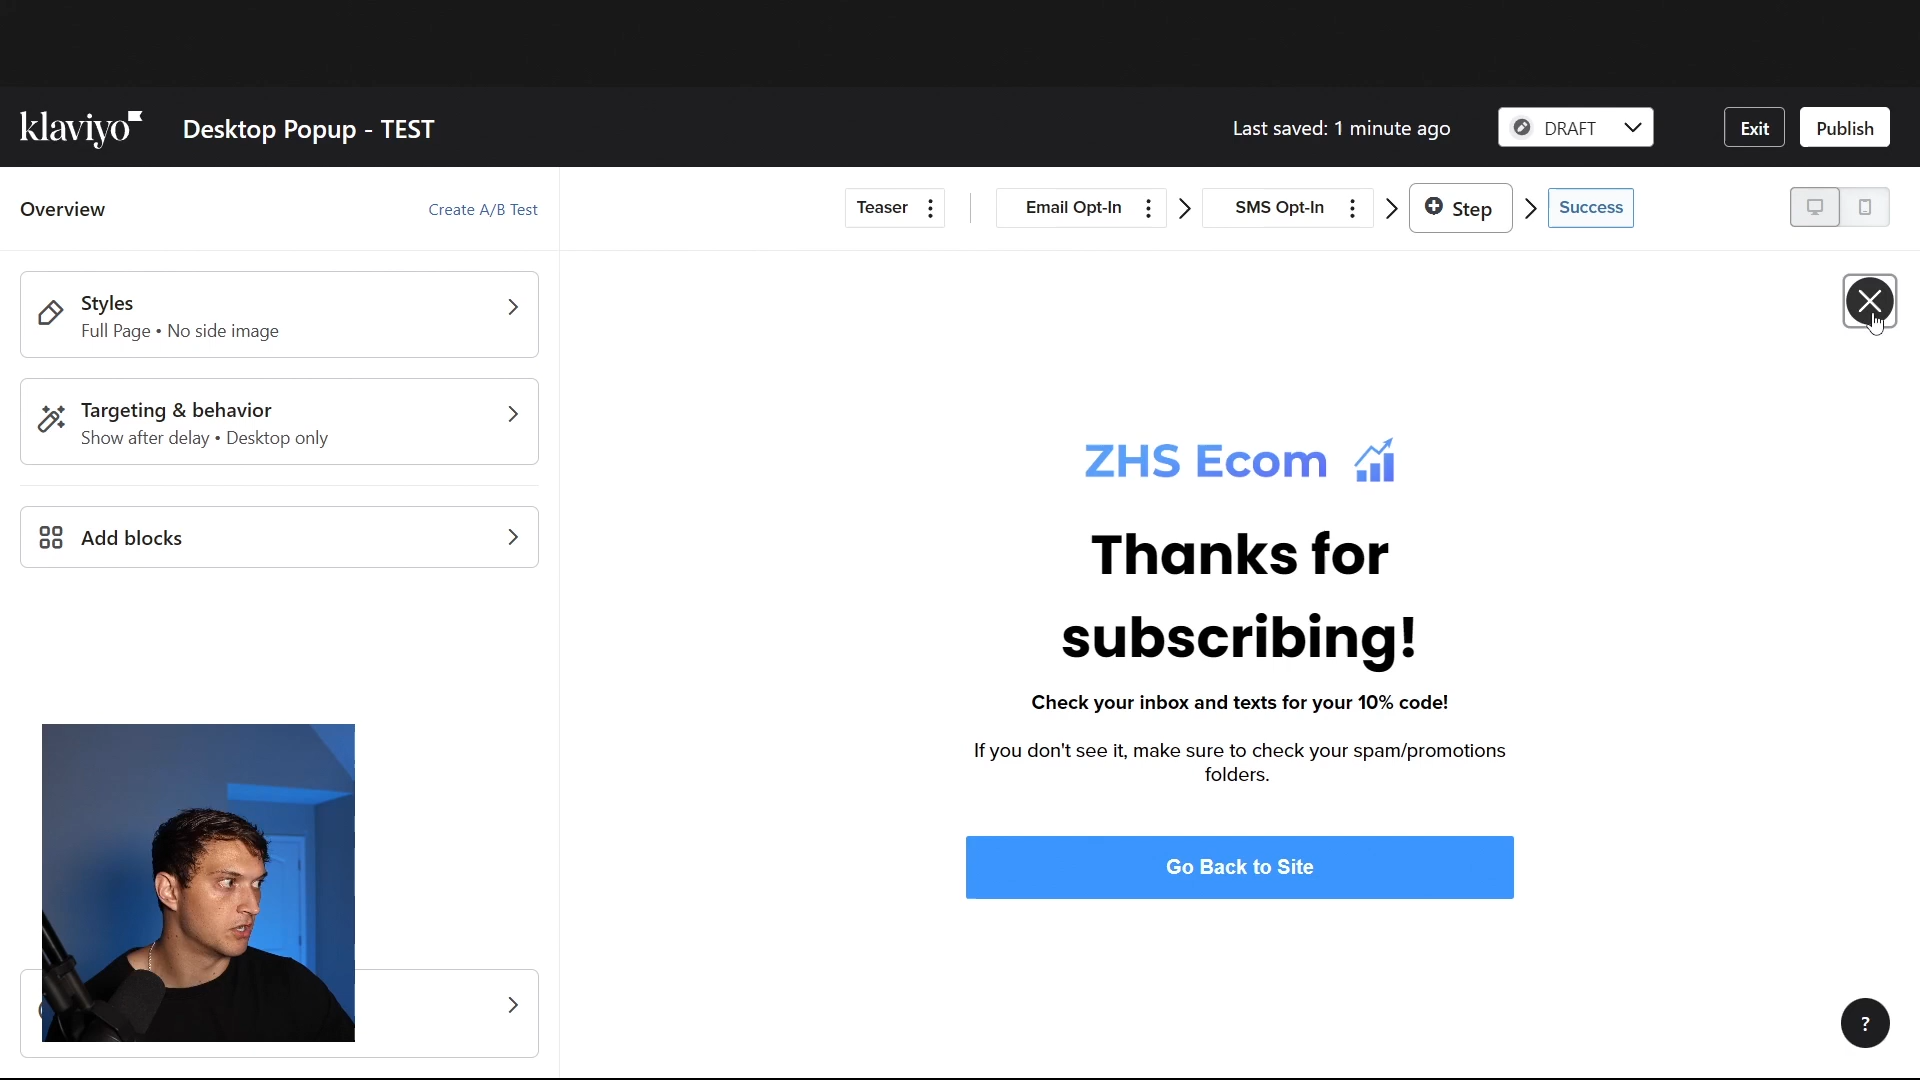 klaviyo
Desktop Popup - TEST
Last saved: 1 minute ago
DRAFT
Exit
Publish
Overview
Create A/B Test
Teaser
Email Opt-In
SMS Opt-In
Step
Success
Styles
Full Page • No side image
Targeting & behavior
Show after delay • Desktop only
Add blocks
ZHS Ecom
Thanks for
subscribing!
Check your inbox and texts for your 10% code!
If you don't see it, make sure to check your spam/promotions
folders.
Go Back to Site
?